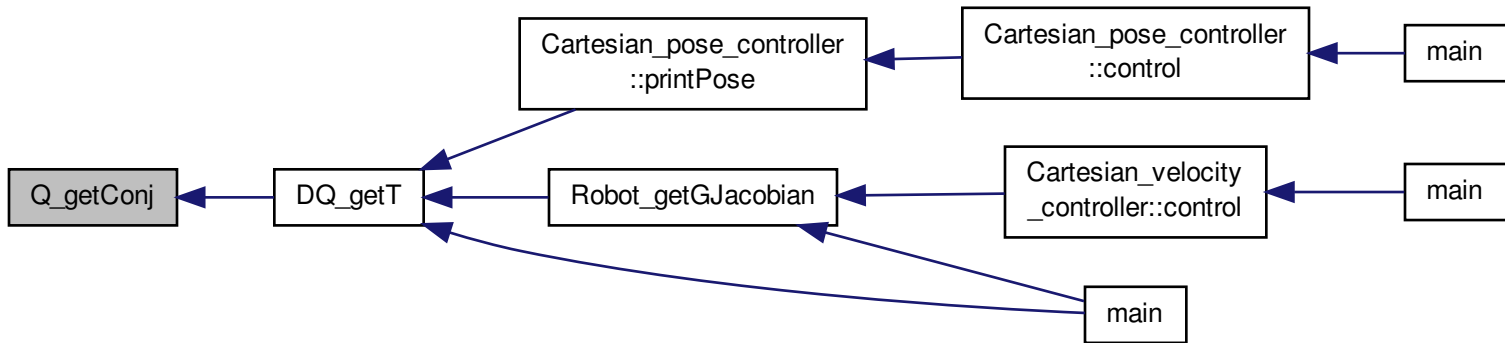 Q_getConj
DQ_getT
Cartesian_pose_controller
::printPose
Cartesian_pose_controller
::control
main
Robot_getGJacobian
Cartesian_velocity
_controller::control
main
main